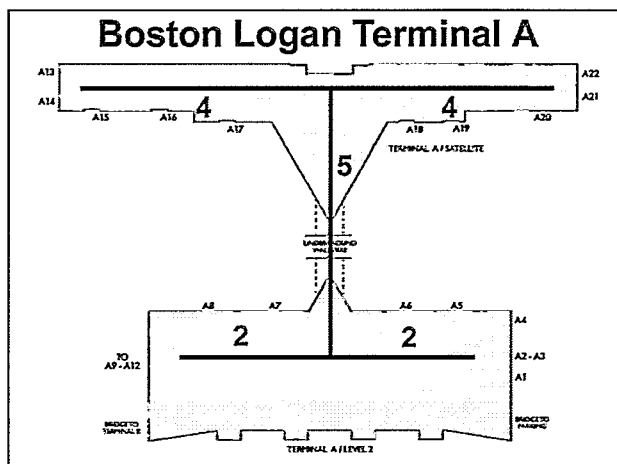 Boston Logan Terminal A
A13
A22
A14
4
4
A21
A15
A16
A17
A18
A19
A20
TERMINAL A / SATELLITE
5
UNDERGROUND
A8
A7
A6
A5
A4
2
2
TO
A9 - A12
A2 - A3
A1
BRIDGE TO
TERMINAL B
BRIDGE TO
PARKING
TERMINAL A / LEVEL 2